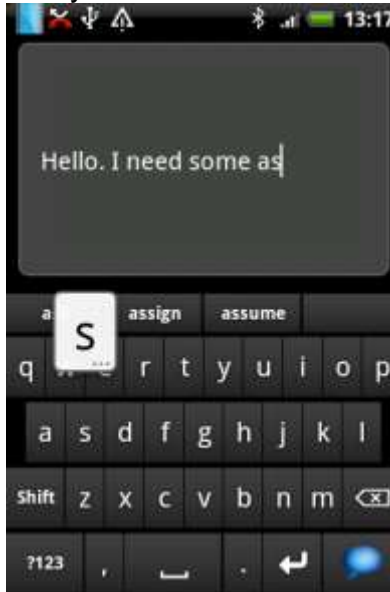 13:17
Hello. I need some as
assign assume
S
q r t y u i o p
a s d f g h j k l
Shift z x c v b n m
?123 , .